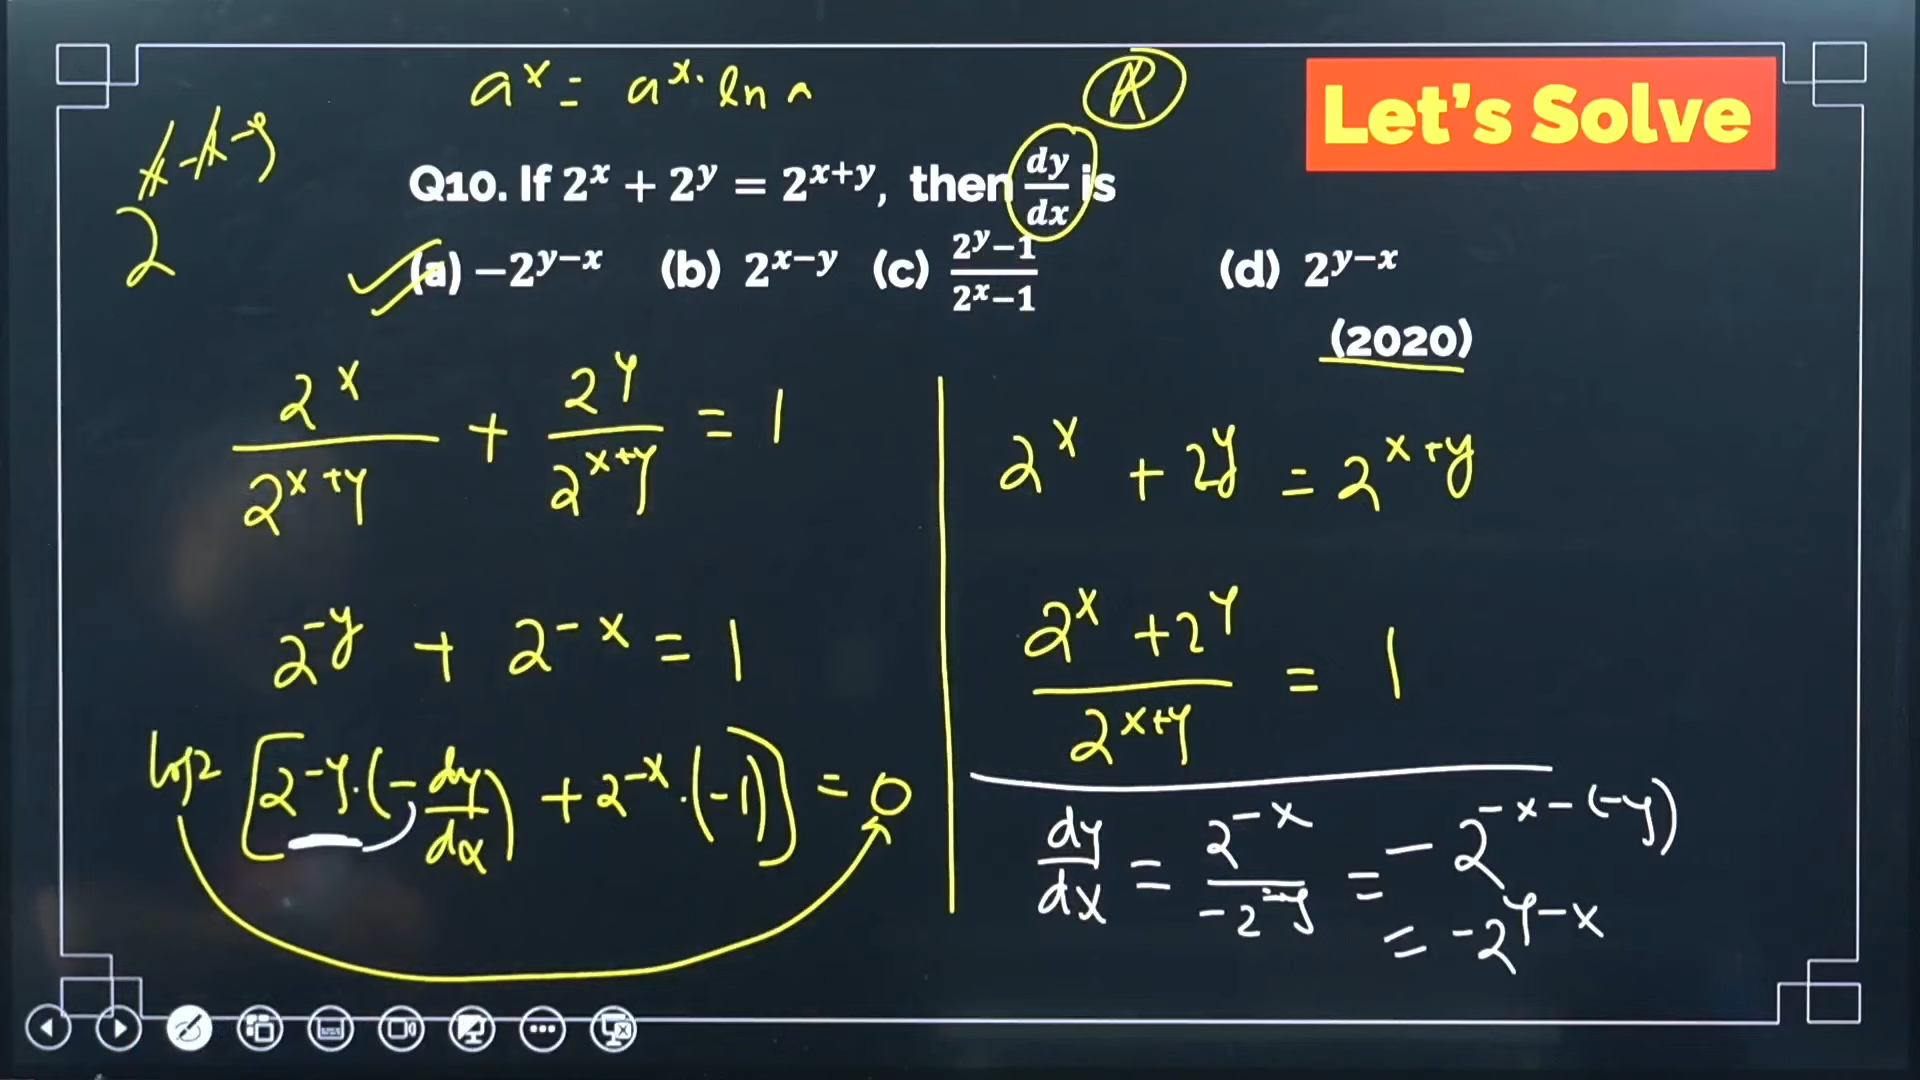 aˣ = aˣ· ln
A
Let's Solve
x-x-y
2
Q10. If 2ˣ + 2ʸ = 2ˣ⁺ʸ, then dy/dx is
(a) −2ʸ⁻ˣ (b) 2ˣ⁻ʸ (c) 2ʸ−1/2ˣ−1 (d) 2ʸ⁻ˣ
(2020)
2ˣ/2ˣ⁺ʸ + 2ʸ/2ˣ⁺ʸ = 1
2⁻ʸ + 2⁻ˣ = 1
log2 [2⁻ʸ·(-dy/dx) + 2⁻ˣ·(-1)] = 0
2ˣ + 2ʸ = 2ˣ⁺ʸ
2ˣ + 2ʸ/2ˣ⁺ʸ = 1
dy/dx = 2⁻ˣ/-2⁻ʸ = -2^-x-(-y)
= -2ʸ⁻ˣ